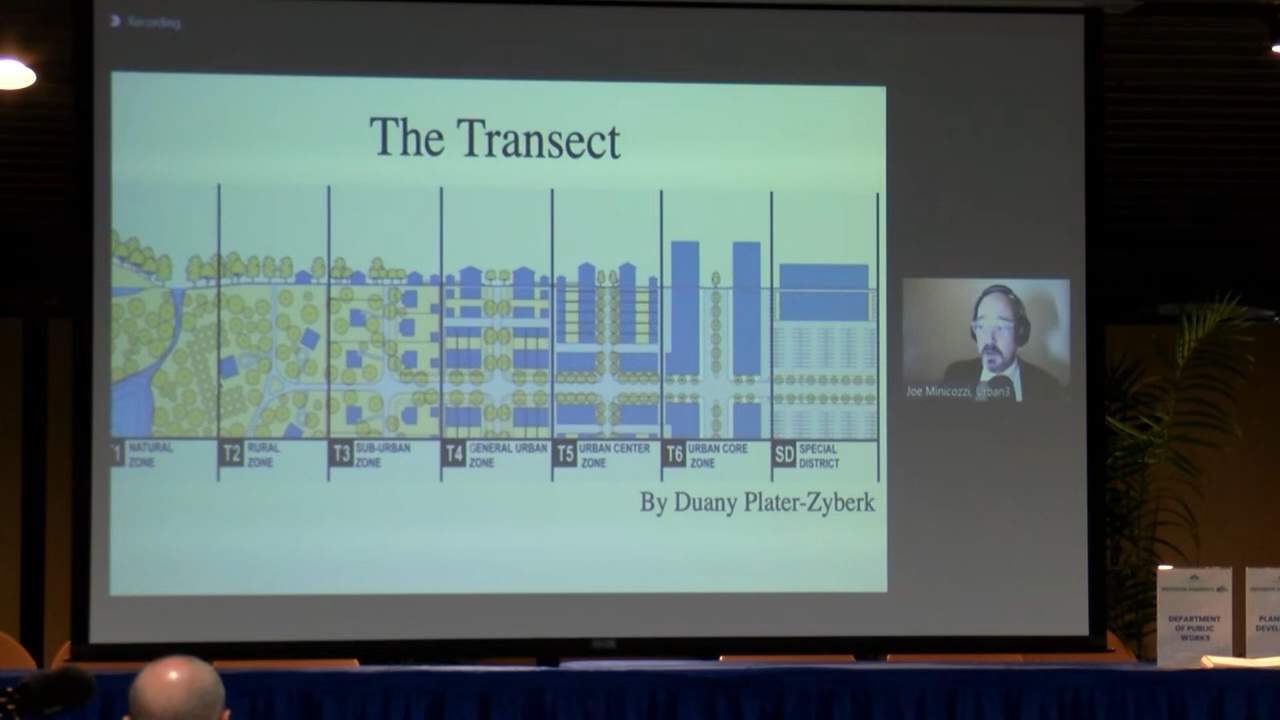 Recording
The Transect
T1 NATURAL ZONE
T2 RURAL ZONE
T3 SUB-URBAN ZONE
T4 GENERAL URBAN ZONE
T5 URBAN CENTER ZONE
T6 URBAN CORE ZONE
SD SPECIAL DISTRICT
By Duany Plater-Zyberk
Joe Minicozzi, Urban3
DEPARTMENT
OF PUBLIC
WORKS